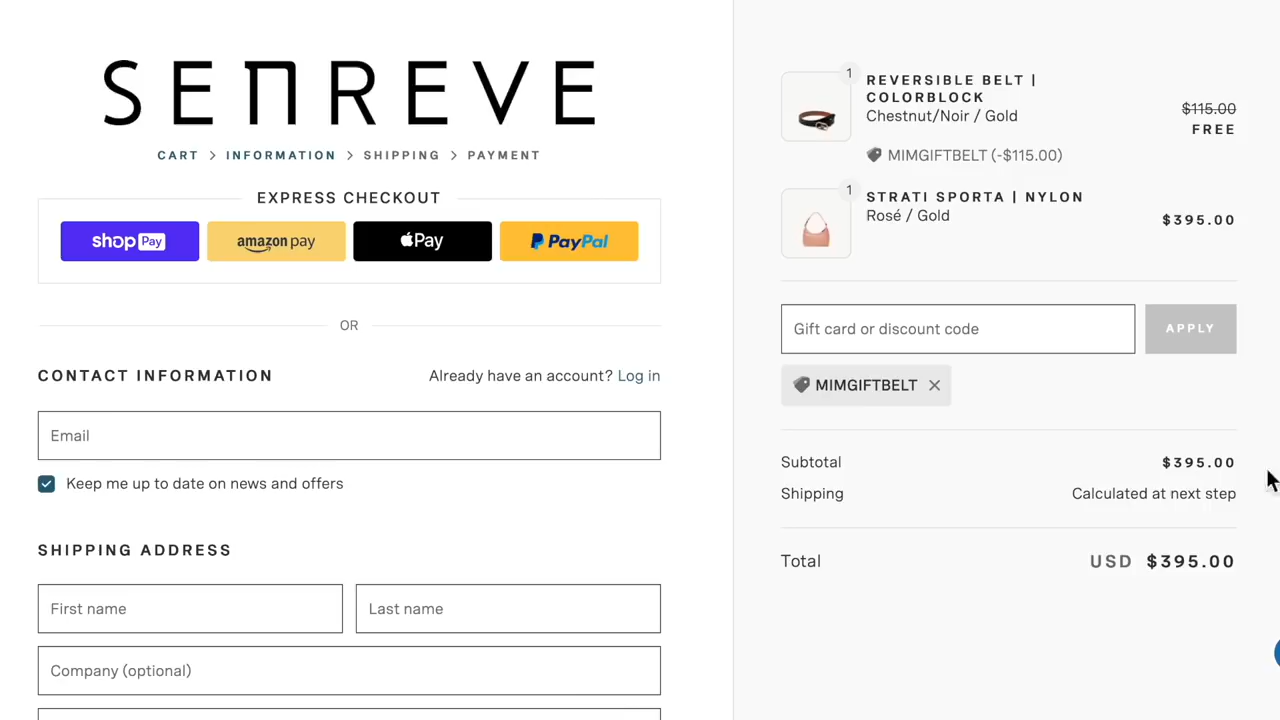 SENREVE
CART > INFORMATION > SHIPPING > PAYMENT
EXPRESS CHECKOUT
shop Pay
amazon pay
Pay
PayPal
OR
CONTACT INFORMATION
Already have an account? Log in
Email
Keep me up to date on news and offers
SHIPPING ADDRESS
First name
Last name
Company (optional)
1
REVERSIBLE BELT |
COLORBLOCK
Chestnut/Noir / Gold
$115.00
FREE
MIMGIFTBELT (-$115.00)
1
STRATI SPORTA | NYLON
Rosé / Gold
$395.00
Gift card or discount code
APPLY
MIMGIFTBELT
Subtotal
$395.00
Shipping
Calculated at next step
Total
USD $395.00